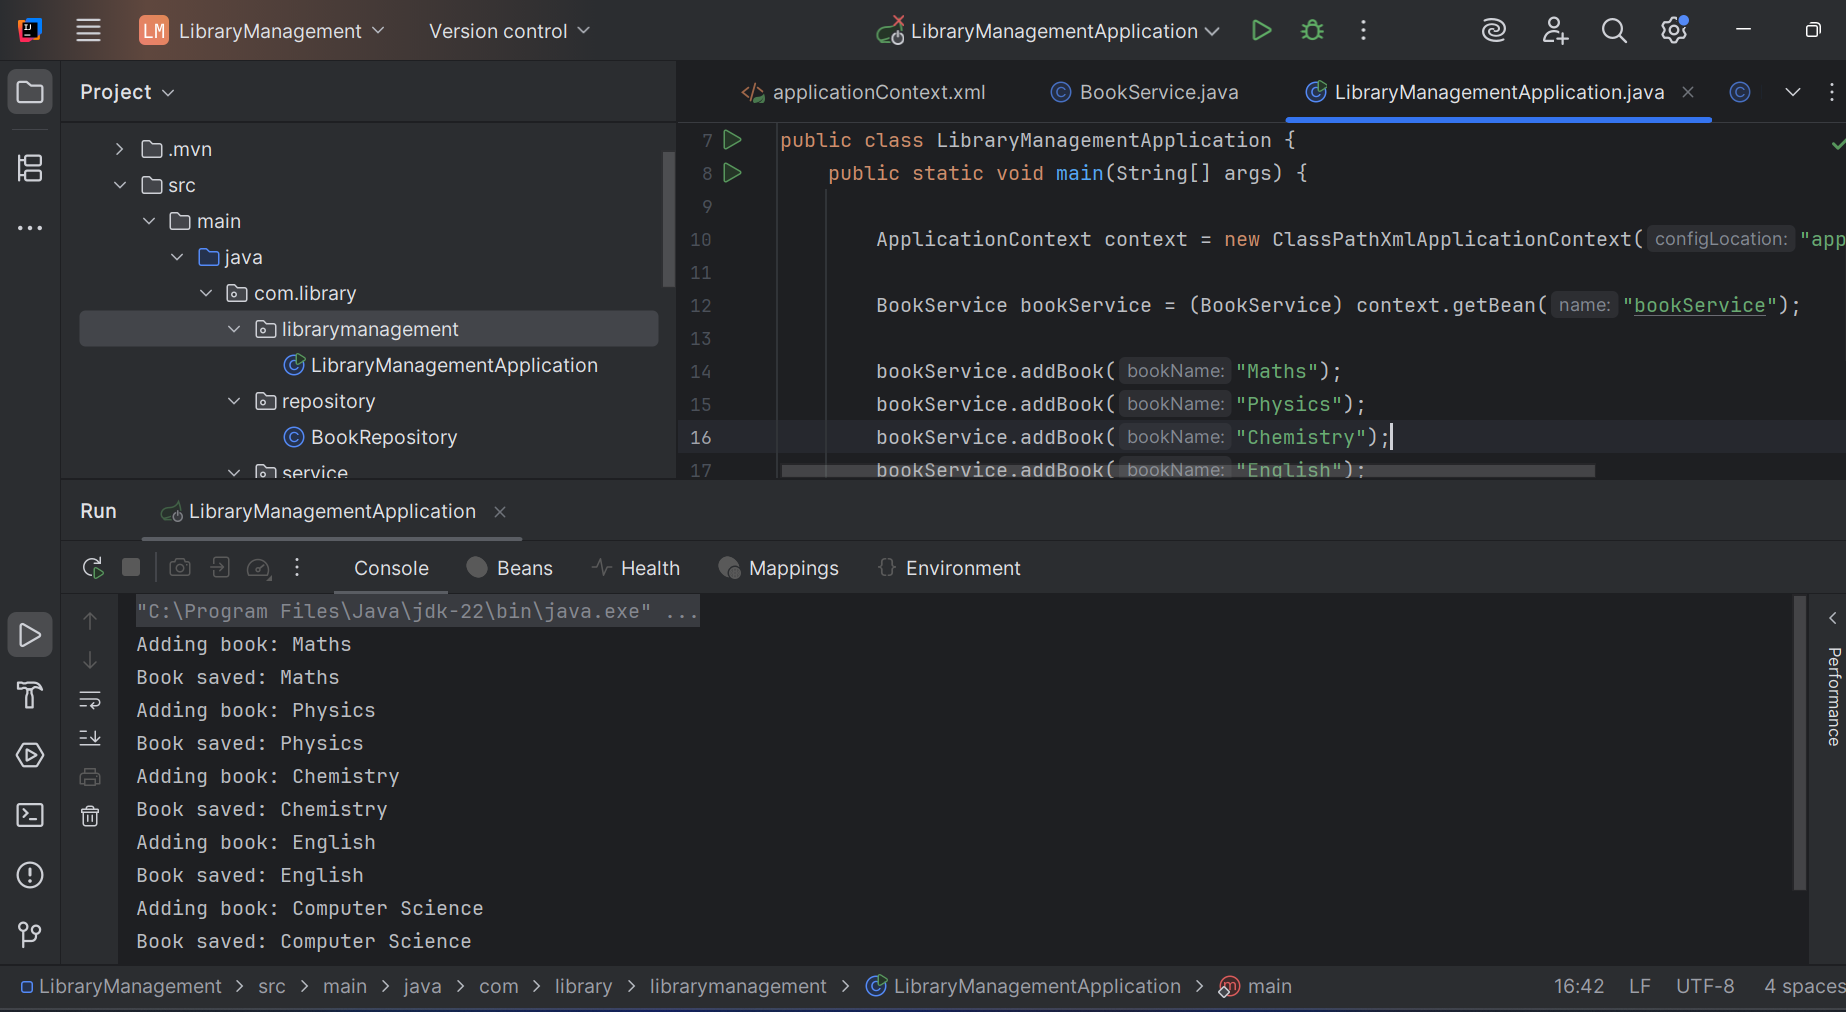 LM LibraryManagement Version control LibraryManagementApplication
Project
.mvn
src
main
java
com.library
librarymanagement
LibraryManagementApplication
repository
BookRepository
service
applicationContext.xml BookService.java LibraryManagementApplication.java
7 public class LibraryManagementApplication {
8 public static void main(String[] args) {
9
10 ApplicationContext context = new ClassPathXmlApplicationContext( configLocation: "app
11
12 BookService bookService = (BookService) context.getBean( name: "bookService");
13
14 bookService.addBook( bookName: "Maths");
15 bookService.addBook( bookName: "Physics");
16 bookService.addBook( bookName: "Chemistry");
17 bookService.addBook( bookName: "English");
Run LibraryManagementApplication
Console Beans Health Mappings Environment
"C:\Program Files\Java\jdk-22\bin\java.exe" ...
Adding book: Maths
Book saved: Maths
Adding book: Physics
Book saved: Physics
Adding book: Chemistry
Book saved: Chemistry
Adding book: English
Book saved: English
Adding book: Computer Science
Book saved: Computer Science
Performance
LibraryManagement > src > main > java > com > library > librarymanagement > LibraryManagementApplication > main 16:42 LF UTF-8 4 spaces